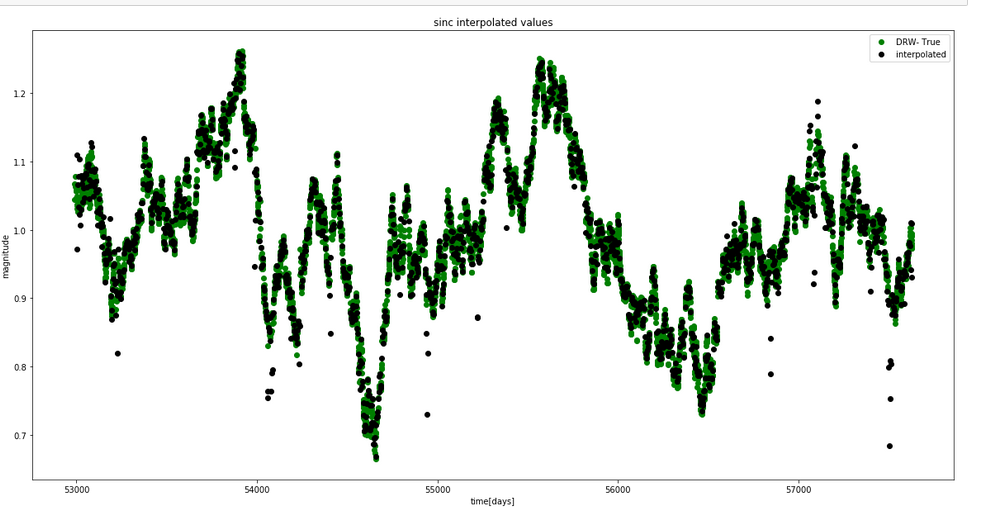 sinc interpolated values
DRW- True
interpolated
1.2
1.1
1.0
0.9
0.8
0.7
magnitude
53000 54000 55000 56000 57000
time[days]